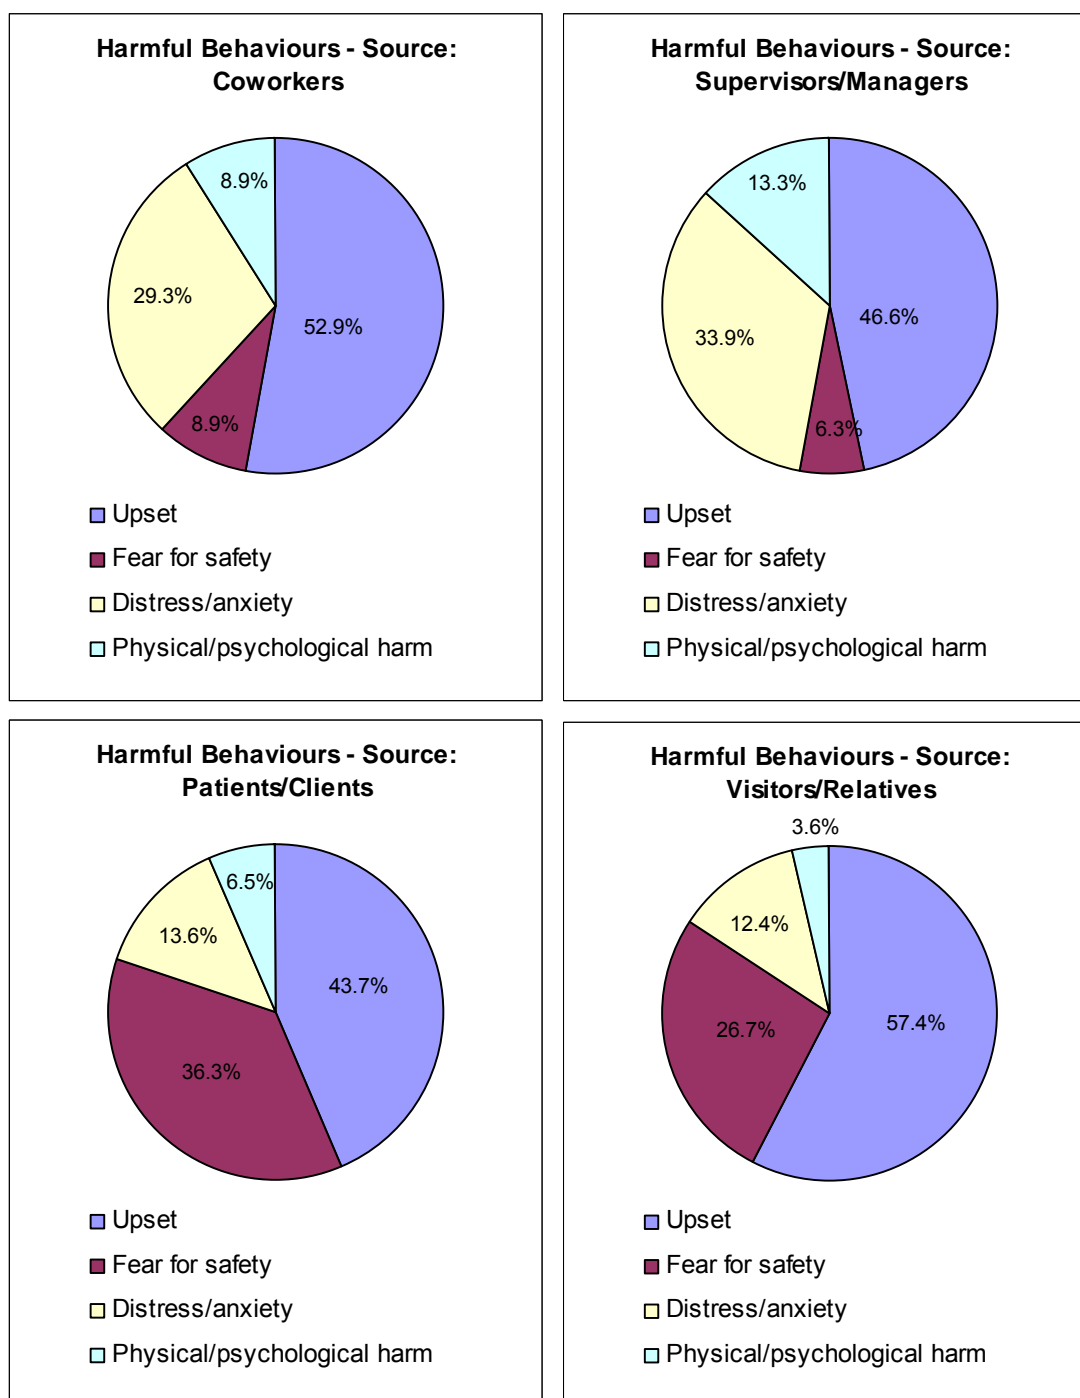 Harmful Behaviours - Source:
Coworkers
8.9%
29.3%
52.9%
8.9%
Upset
Fear for safety
Distress/anxiety
Physical/psychological harm
Harmful Behaviours - Source:
Supervisors/Managers
13.3%
46.6%
33.9%
6.3%
Upset
Fear for safety
Distress/anxiety
Physical/psychological harm
Harmful Behaviours - Source:
Patients/Clients
6.5%
13.6%
43.7%
36.3%
Upset
Fear for safety
Distress/anxiety
Physical/psychological harm
Harmful Behaviours - Source:
Visitors/Relatives
3.6%
12.4%
57.4%
26.7%
Upset
Fear for safety
Distress/anxiety
Physical/psychological harm